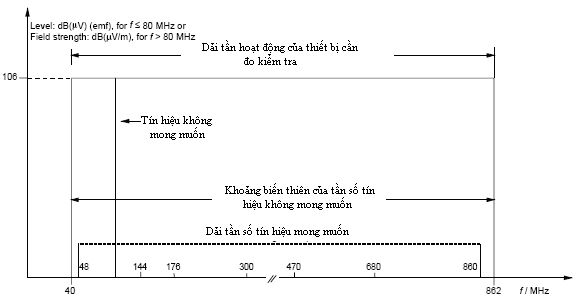 Level: dB(µV) (emf), for f ≤ 80 MHz or
Field strength: dB(µV/m), for f > 80 MHz
Dải tần hoạt động của thiết bị cần
đo kiểm tra
106
Tín hiệu không
mong muốn
Khoảng biến thiên của tần số tín
hiệu không mong muốn
Dải tần số tín hiệu mong muốn
48 144 176 300 470 680 860
40 862 f / MHz